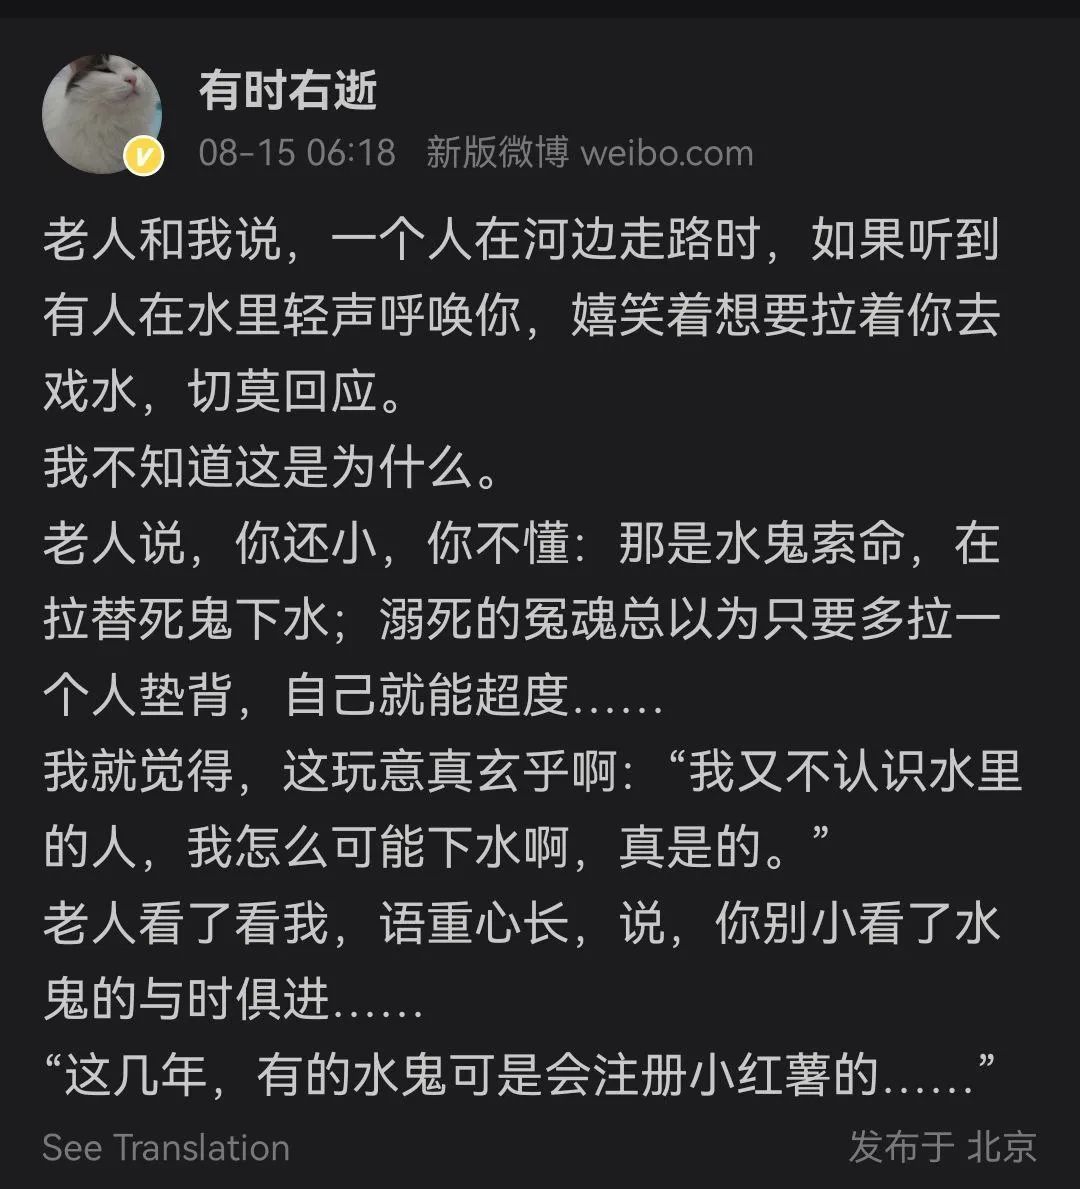 有时右逝
08-15 06:18 新版微博 weibo.com
老人和我说，一个人在河边走路时，如果听到
有人在水里轻声呼唤你，嬉笑着想要拉着你去
戏水，切莫回应。
我不知道这是为什么。
老人说，你还小，你不懂：那是水鬼索命，在
拉替死鬼下水；溺死的冤魂总以为只要多拉一
个人垫背，自己就能超度……
我就觉得，这玩意真玄乎啊：“我又不认识水里
的人，我怎么可能下水啊，真是的。”
老人看了看我，语重心长，说，你别小看了水
鬼的与时俱进……
“这几年，有的水鬼可是会注册小红薯的……”
See Translation 发布于 北京